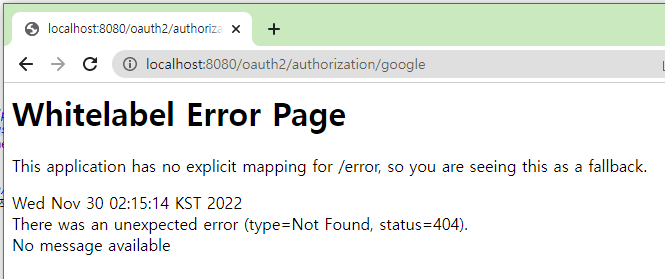 localhost:8080/oauth2/authoriza
localhost:8080/oauth2/authorization/google
Whitelabel Error Page
This application has no explicit mapping for /error, so you are seeing this as a fallback.
Wed Nov 30 02:15:14 KST 2022
There was an unexpected error (type=Not Found, status=404).
No message available